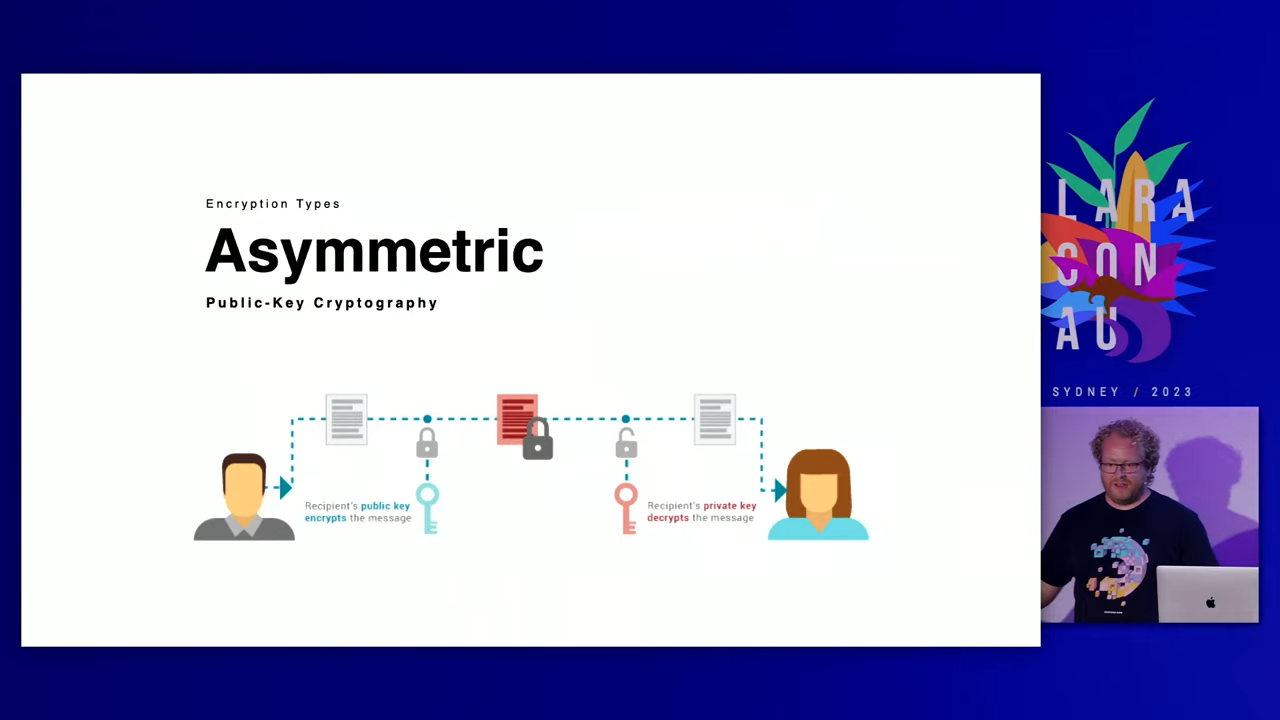 Encryption Types
Asymmetric
Public-Key Cryptography
Recipient's public key
encrypts the message
Recipient's private key
decrypts the message
LARA
CON
AU
SYDNEY / 2023